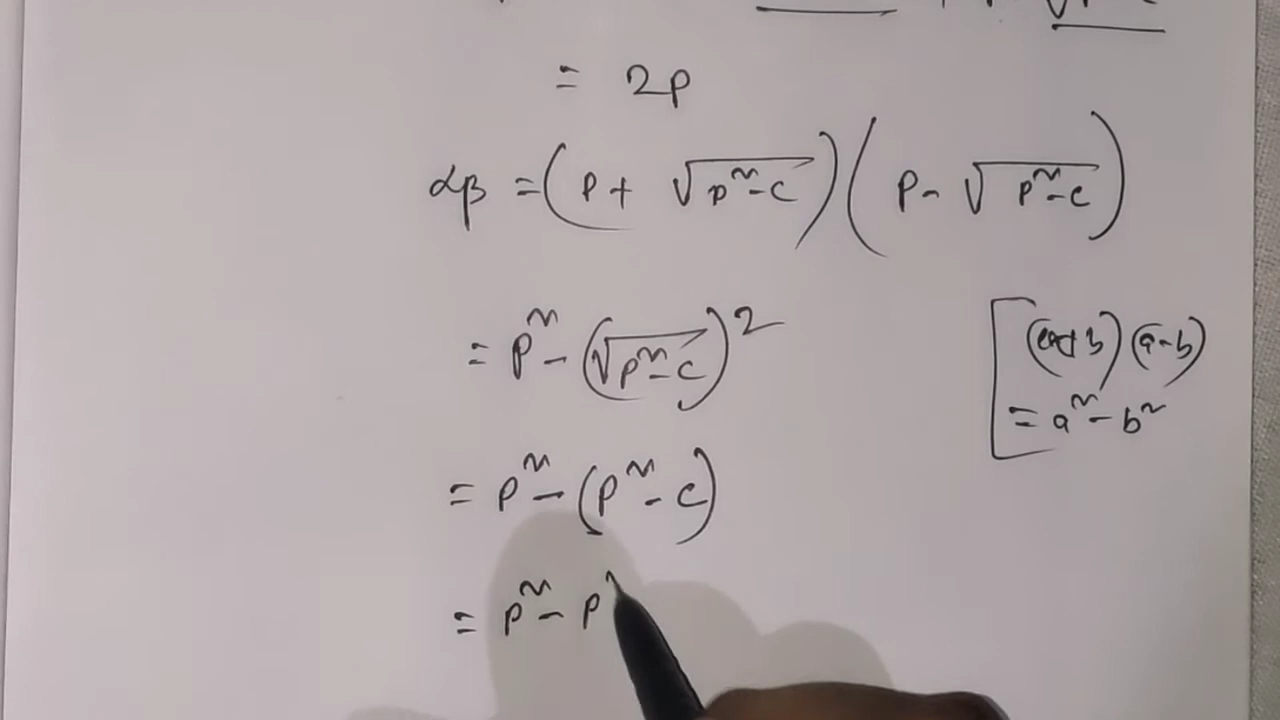 = 2p
αβ = (p + √(p² - c)) (p - √(p² - c))
= p² - (√(p² - c))²
[(a+b)(a-b)
= a² - b²
= p² - (p² - c)
= p² - p